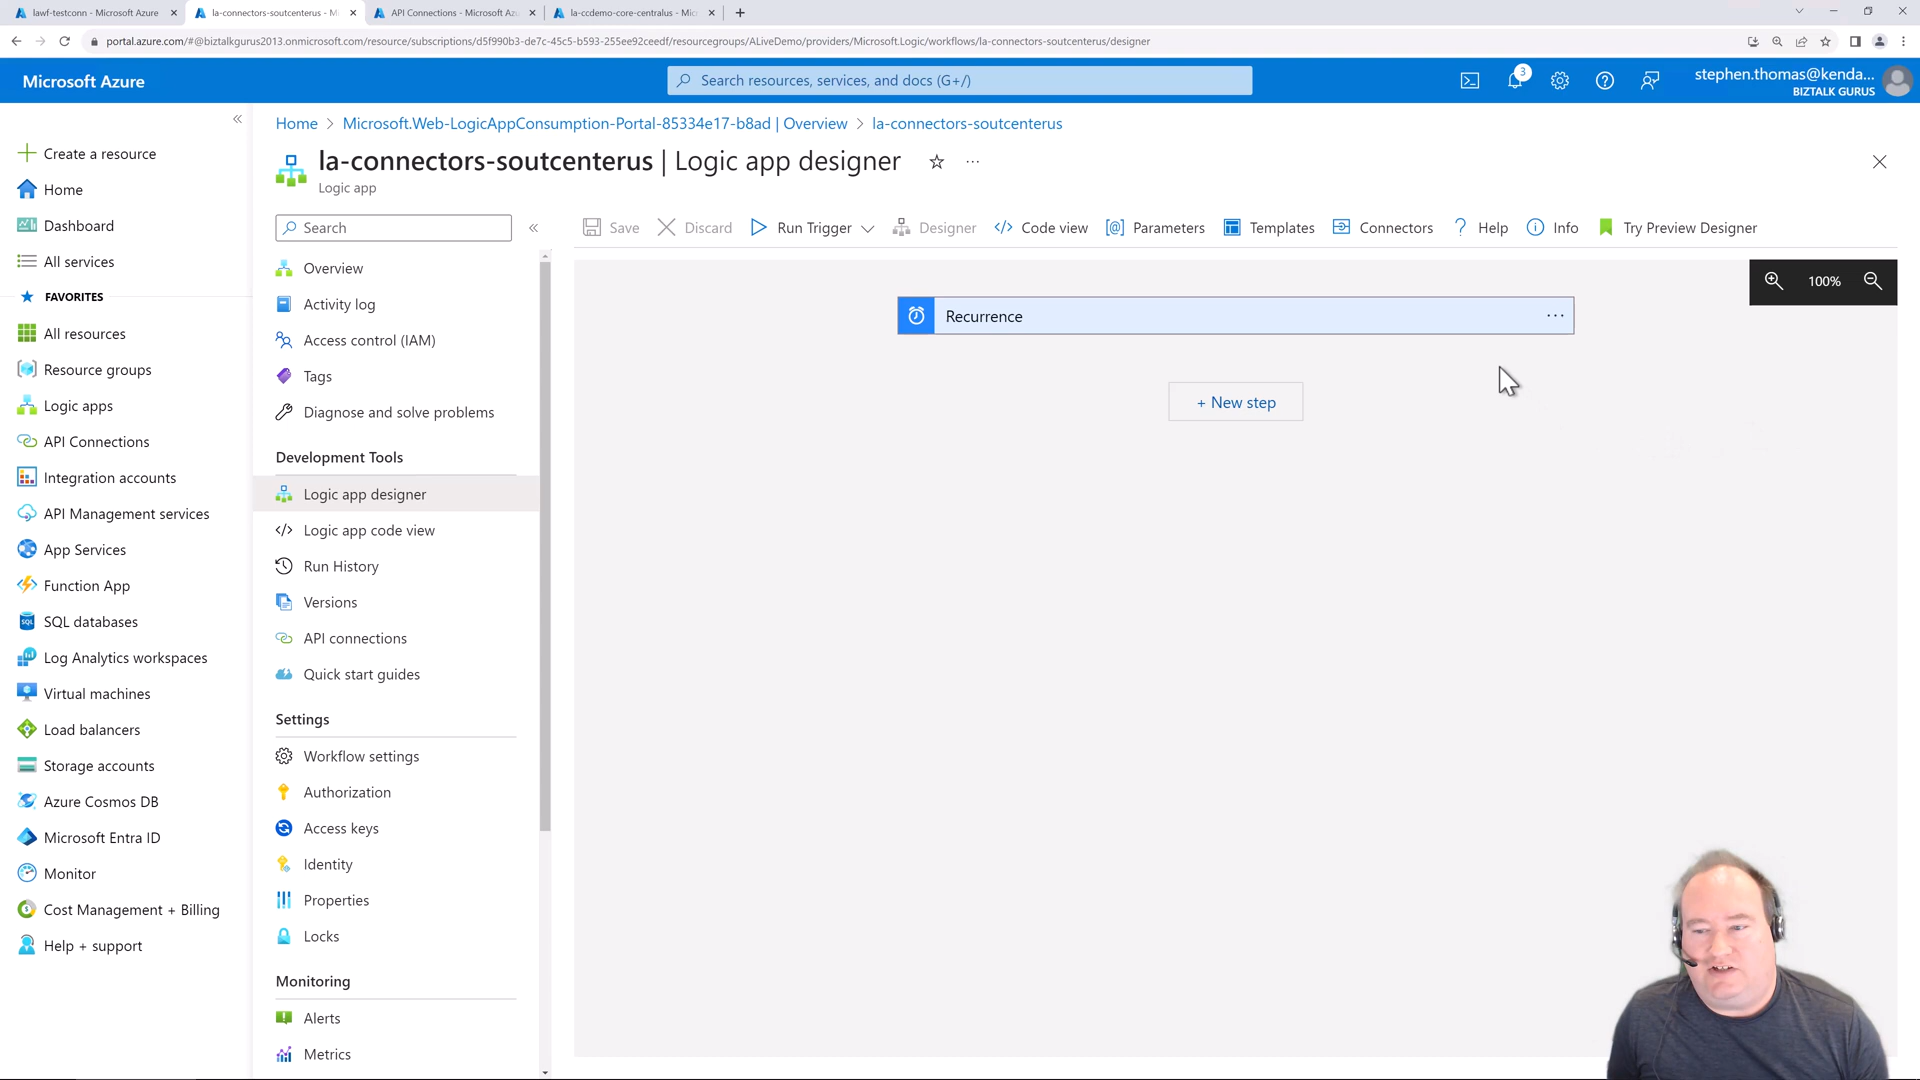 lawf-testconn - Microsoft Azure
la-connectors-soutcenterus - Mi
API Connections - Microsoft Azu
la-ccdemo-core-centralus - Micr
portal.azure.com/#@biztalkgurus2013.onmicrosoft.com/resource/subscriptions/d5f990b3-de7c-45c5-b593-255ee92ceedf/resourcegroups/ALiveDemo/providers/Microsoft.Logic/workflows/la-connectors-soutcenterus/designer
Microsoft Azure
Search resources, services, and docs (G+/)
3
stephen.thomas@kenda...
BIZTALK GURUS
Create a resource
Home
Dashboard
All services
FAVORITES
All resources
Resource groups
Logic apps
API Connections
Integration accounts
API Management services
App Services
Function App
SQL databases
Log Analytics workspaces
Virtual machines
Load balancers
Storage accounts
Azure Cosmos DB
Microsoft Entra ID
Monitor
Cost Management + Billing
Help + support
Home > Microsoft.Web-LogicAppConsumption-Portal-85334e17-b8ad | Overview > la-connectors-soutcenterus
la-connectors-soutcenterus | Logic app designer
Logic app
Search
Overview
Activity log
Access control (IAM)
Tags
Diagnose and solve problems
Development Tools
Logic app designer
Logic app code view
Run History
Versions
API connections
Quick start guides
Settings
Workflow settings
Authorization
Access keys
Identity
Properties
Locks
Monitoring
Alerts
Metrics
Save Discard Run Trigger Designer Code view Parameters Templates Connectors Help Info Try Preview Designer
100%
Recurrence
+ New step